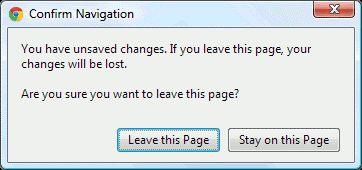 Confirm Navigation
You have unsaved changes. If you leave this page, your
changes will be lost.
Are you sure you want to leave this page?
Leave this Page
Stay on this Page